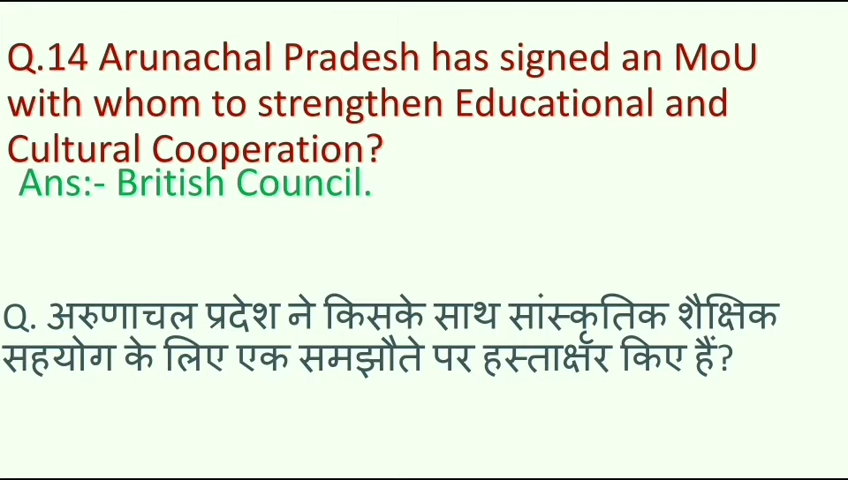 Q.14 Arunachal Pradesh has signed an MoU
with whom to strengthen Educational and
Cultural Cooperation?
Ans:- British Council.
Q. अरुणाचल प्रदेश ने किसके साथ सांस्कृतिक शैक्षिक
सहयोग के लिए एक समझौते पर हस्ताक्षर किए हैं?